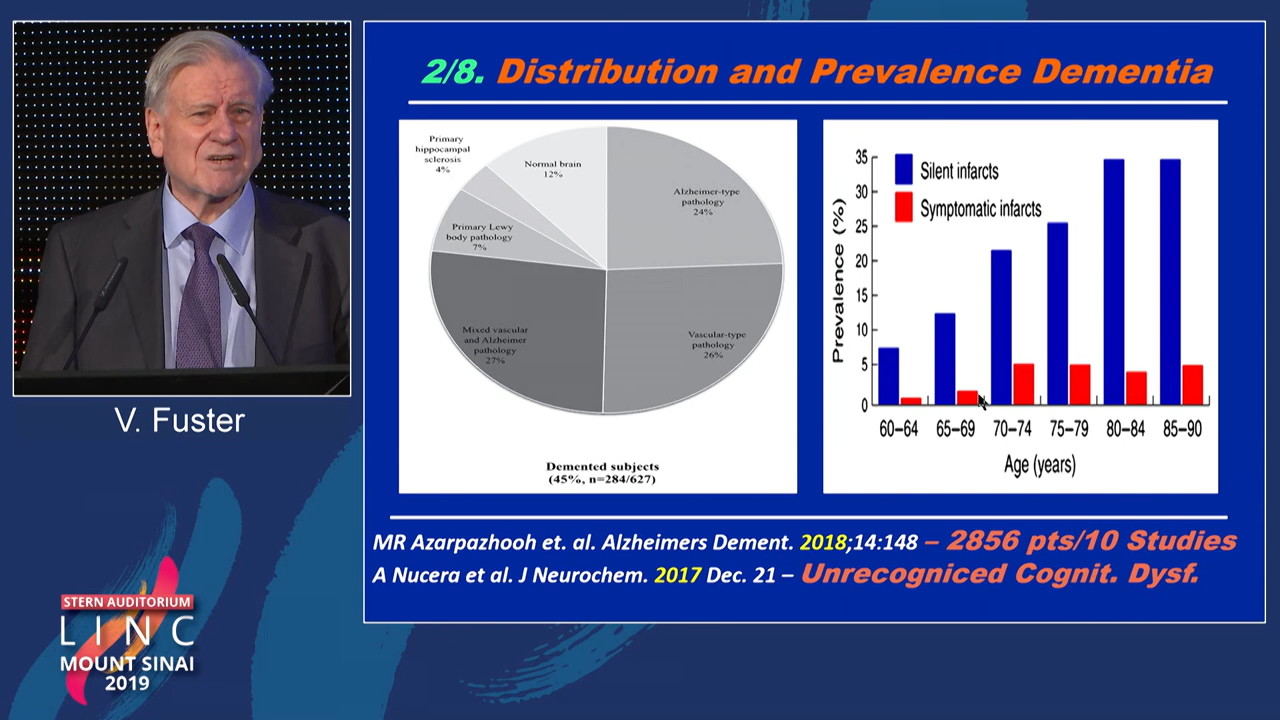 2/8. Distribution and Prevalence Dementia
Primary
hippocampal
sclerosis
4%
Normal brain
12%
Alzheimer-type
pathology
24%
Primary Lewy
body pathology
7%
Mixed vascular
and Alzheimer
pathology
27%
Vascular-type
pathology
26%
Demented subjects
(45%, n=284/627)
Silent infarcts
Symptomatic infarcts
Prevalence (%)
35
30
25
20
15
10
5
0
60–64 65–69 70–74 75–79 80–84 85–90
Age (years)
V. Fuster
MR Azarpazhooh et. al. Alzheimers Dement. 2018;14:148 – 2856 pts/10 Studies
A Nucera et al. J Neurochem. 2017 Dec. 21 – Unrecogniced Cognit. Dysf.
STERN AUDITORIUM
LINC
MOUNT SINAI
2019